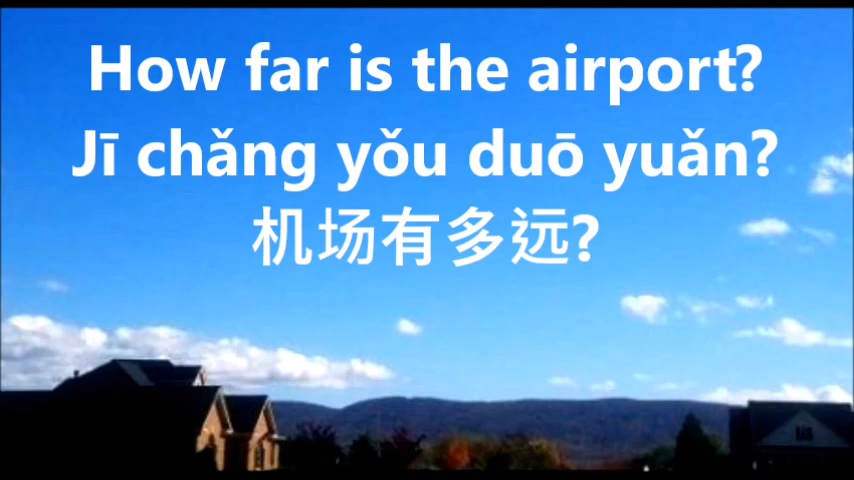 How far is the airport?
Jī chǎng yǒu duō yuǎn?
机场有多远?